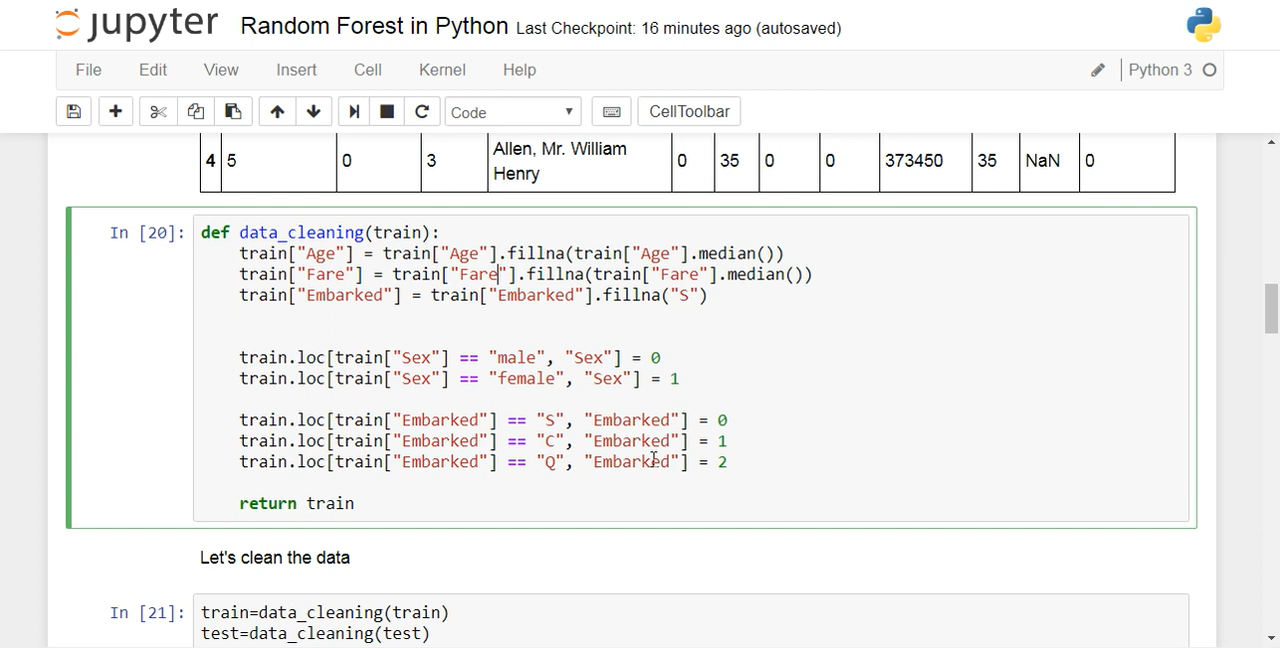 jupyter Random Forest in Python Last Checkpoint: 16 minutes ago (autosaved)
File Edit View Insert Cell Kernel Help Python 3
Code CellToolbar
4 5 0 3 Allen, Mr. William Henry 0 35 0 0 373450 35 NaN 0
In [20]: def data_cleaning(train):
train["Age"] = train["Age"].fillna(train["Age"].median())
train["Fare"] = train["Fare"].fillna(train["Fare"].median())
train["Embarked"] = train["Embarked"].fillna("S")
train.loc[train["Sex"] == "male", "Sex"] = 0
train.loc[train["Sex"] == "female", "Sex"] = 1
train.loc[train["Embarked"] == "S", "Embarked"] = 0
train.loc[train["Embarked"] == "C", "Embarked"] = 1
train.loc[train["Embarked"] == "Q", "Embarked"] = 2
return train
Let's clean the data
In [21]: train=data_cleaning(train)
test=data_cleaning(test)